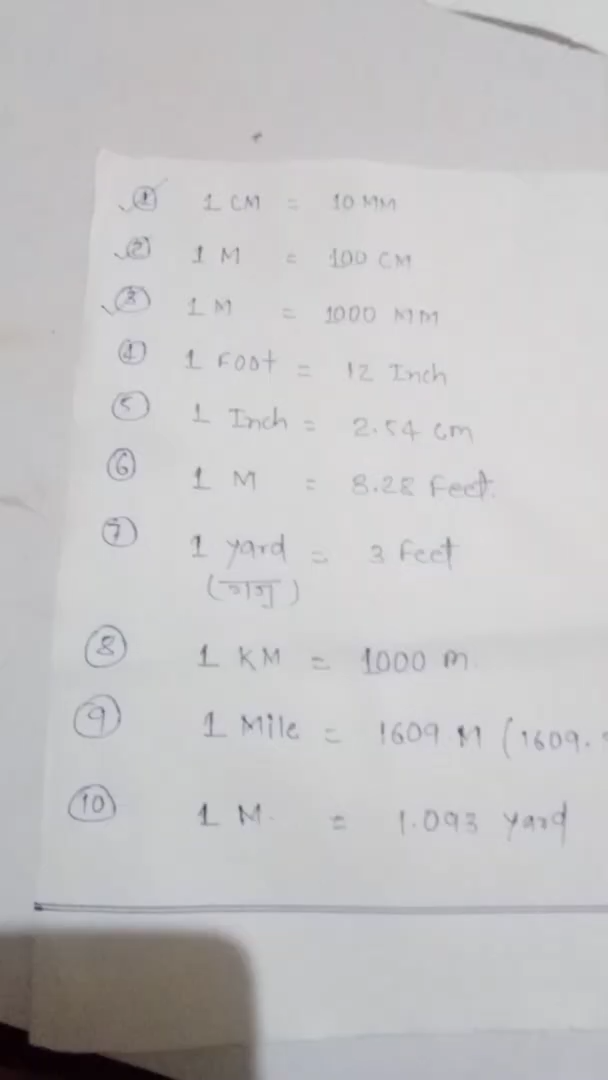 ① 1 CM = 10 MM
② 1 M = 100 CM
③ 1 M = 1000 MM
④ 1 Foot = 12 Inch
⑤ 1 Inch = 2.54 cm
⑥ 1 M = 3.28 Feet.
⑦ 1 yard = 3 feet
(गज)
⑧ 1 KM = 1000 m.
⑨ 1 Mile = 1609 M (1609.
⑩ 1 M. = 1.093 yard